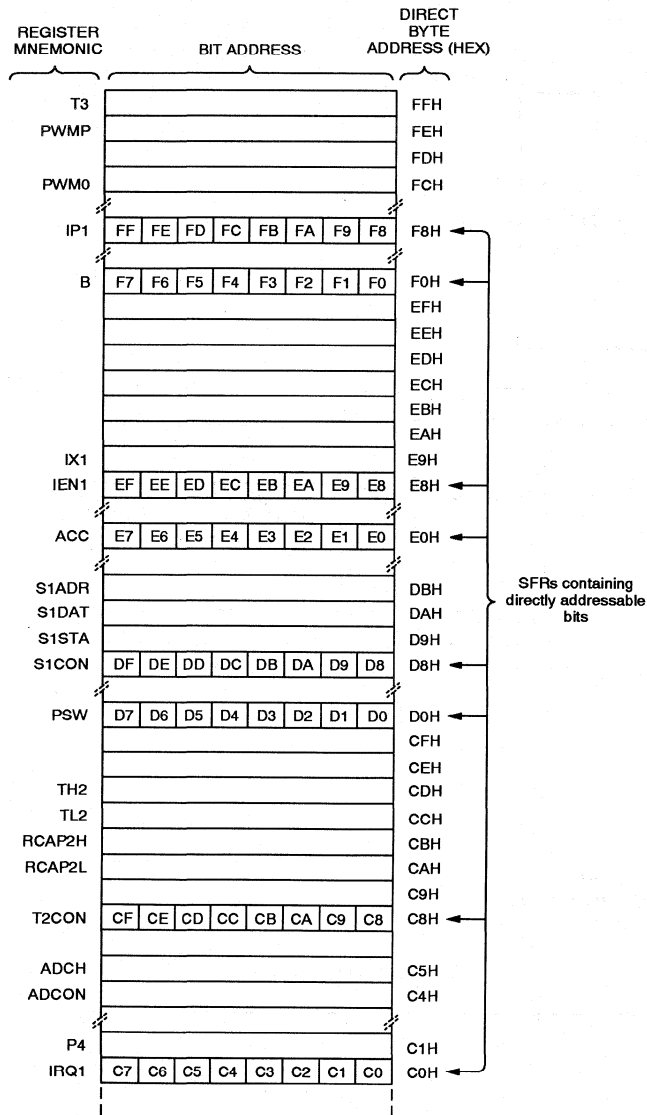 REGISTER
MNEMONIC
BIT ADDRESS
DIRECT
BYTE
ADDRESS (HEX)
T3 FFH
PWMP FEH
FDH
PWM0 FCH
IP1 FF FE FD FC FB FA F9 F8 F8H
B F7 F6 F5 F4 F3 F2 F1 F0 F0H
EFH
EEH
EDH
ECH
EBH
EAH
IX1 E9H
IEN1 EF EE ED EC EB EA E9 E8 E8H
ACC E7 E6 E5 E4 E3 E2 E1 E0 E0H
S1ADR DBH
S1DAT DAH
S1STA D9H
S1CON DF DE DD DC DB DA D9 D8 D8H
PSW D7 D6 D5 D4 D3 D2 D1 D0 D0H
CFH
CEH
TH2 CDH
TL2 CCH
RCAP2H CBH
RCAP2L CAH
C9H
T2CON CF CE CD CC CB CA C9 C8 C8H
ADCH C5H
ADCON C4H
P4 C1H
IRQ1 C7 C6 C5 C4 C3 C2 C1 C0 C0H
SFRs containing
directly addressable
bits